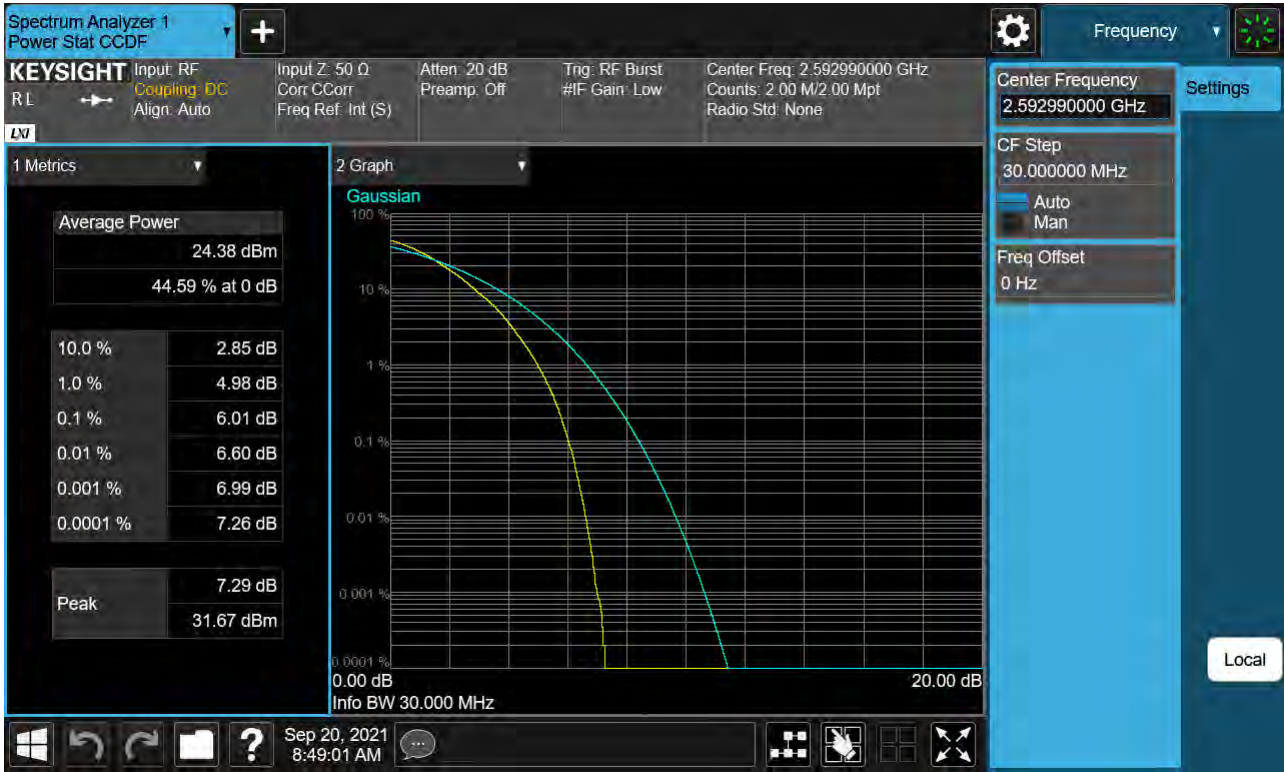 Spectrum Analyzer 1
Power Stat CCDF
Frequency
KEYSIGHT
RL
LXI
Input: RF
Coupling: DC
Align: Auto
Input Z: 50 Ω
Corr CCorr
Freq Ref: Int (S)
Atten: 20 dB
Preamp: Off
Trig: RF Burst
#IF Gain: Low
Center Freq: 2.592990000 GHz
Counts: 2.00 M/2.00 Mpt
Radio Std: None
Center Frequency
2.592990000 GHz
Settings
CF Step
30.000000 MHz
Auto
Man
Freq Offset
0 Hz
Local
1 Metrics
Average Power
24.38 dBm
44.59 % at 0 dB
10.0 % 2.85 dB
1.0 % 4.98 dB
0.1 % 6.01 dB
0.01 % 6.60 dB
0.001 % 6.99 dB
0.0001 % 7.26 dB
Peak
7.29 dB
31.67 dBm
2 Graph
Gaussian
100 %
10 %
1 %
0.1 %
0.01 %
0.001 %
0.0001 %
0.00 dB 20.00 dB
Info BW 30.000 MHz
?
Sep 20, 2021
8:49:01 AM